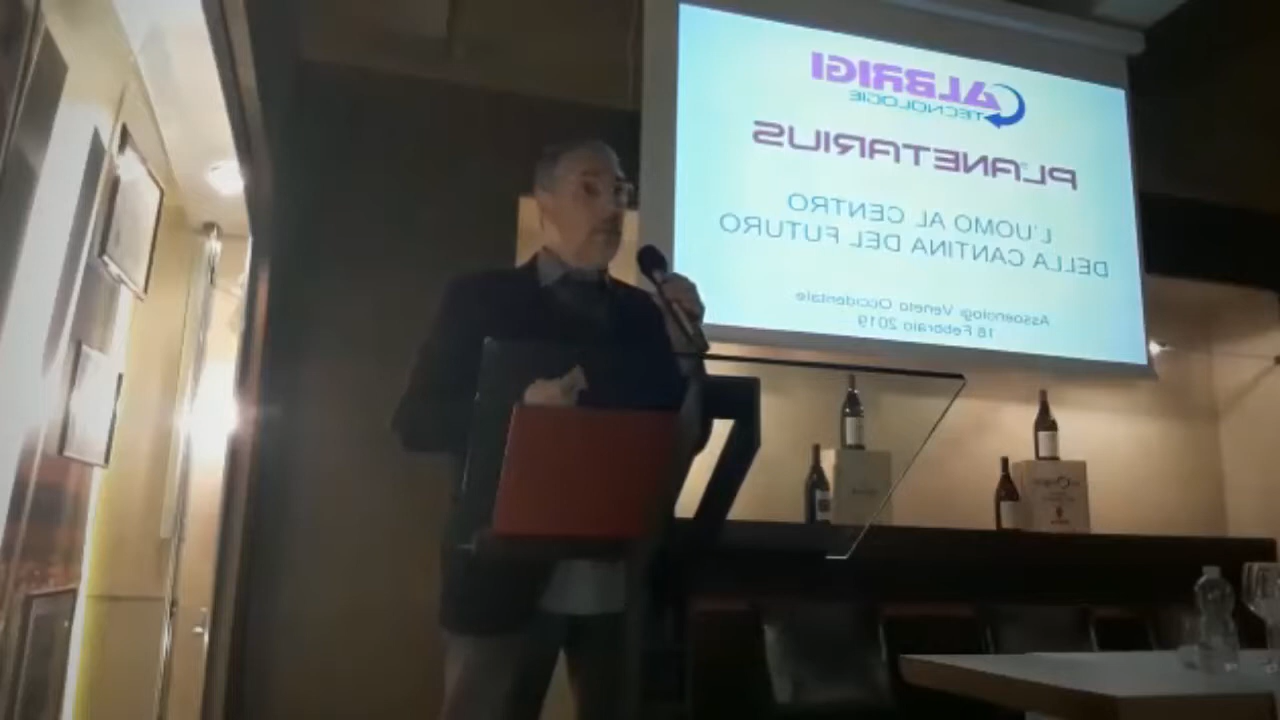 ALBRIGI
TECNOLOGIE
PLANETARIUS
L'UOMO AL CENTRO
DELLA CANTINA DEL FUTURO
Assoenologi Veneto Occidentale
18 Febbraio 2019